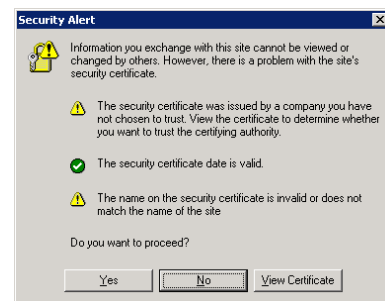 Security Alert
Information you exchange with this site cannot be viewed or
changed by others. However, there is a problem with the site's
security certificate.
The security certificate was issued by a company you have
not chosen to trust. View the certificate to determine whether
you want to trust the certifying authority.
The security certificate date is valid.
The name on the security certificate is invalid or does not
match the name of the site
Do you want to proceed?
Yes No View Certificate